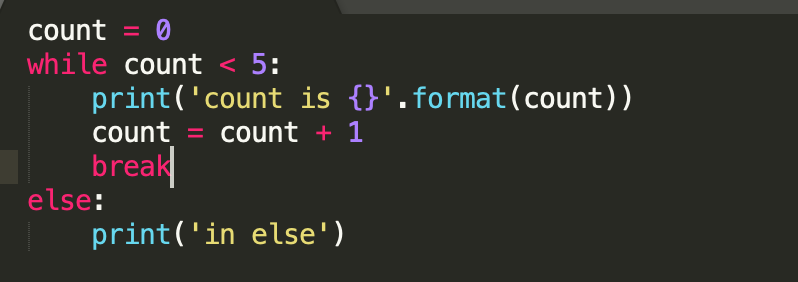 count = 0
while count < 5:
    print('count is {}'.format(count))
    count = count + 1
    break
else:
    print('in else')